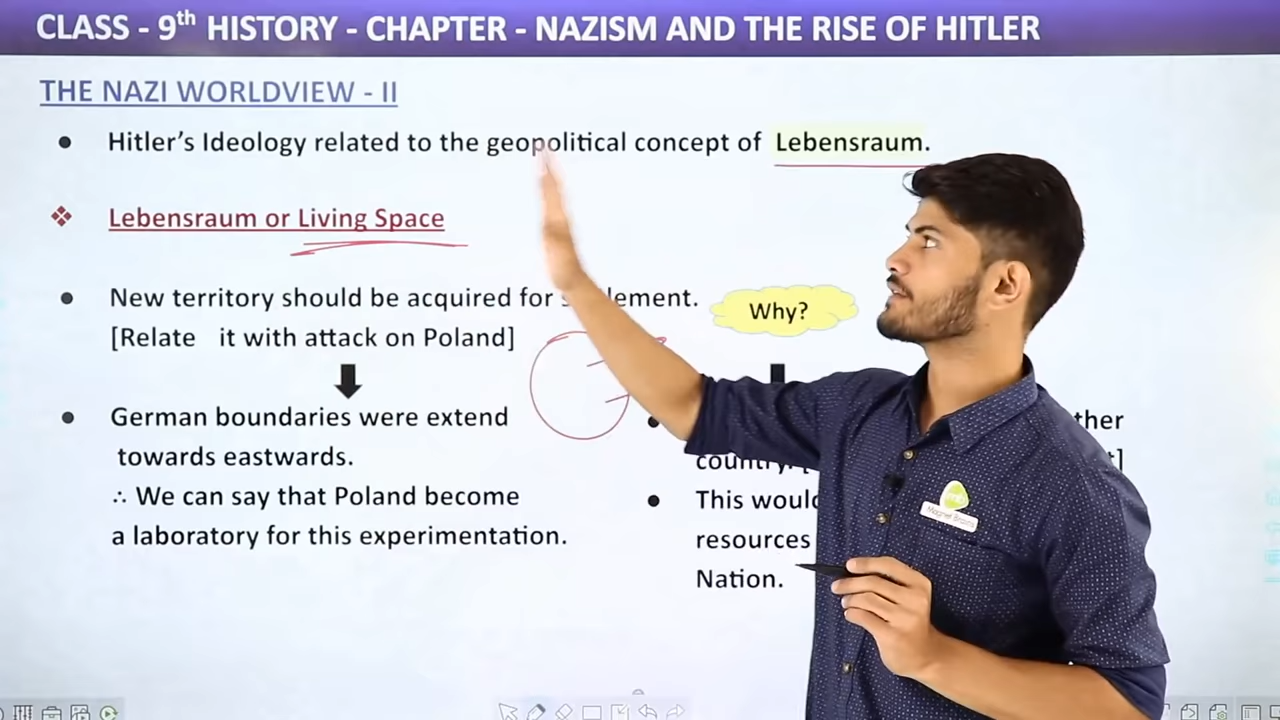 CLASS - 9th HISTORY - CHAPTER - NAZISM AND THE RISE OF HITLER
THE NAZI WORLDVIEW - II
Hitler's Ideology related to the geopolitical concept of Lebensraum.
Lebensraum or Living Space
New territory should be acquired for
[Relate it with attack on Poland]
Why?
German boundaries were extend
towards eastwards.
∴ We can say that Poland become
a laboratory for this experimentation.
country.
This would
resources
Nation.
Magnet Brains